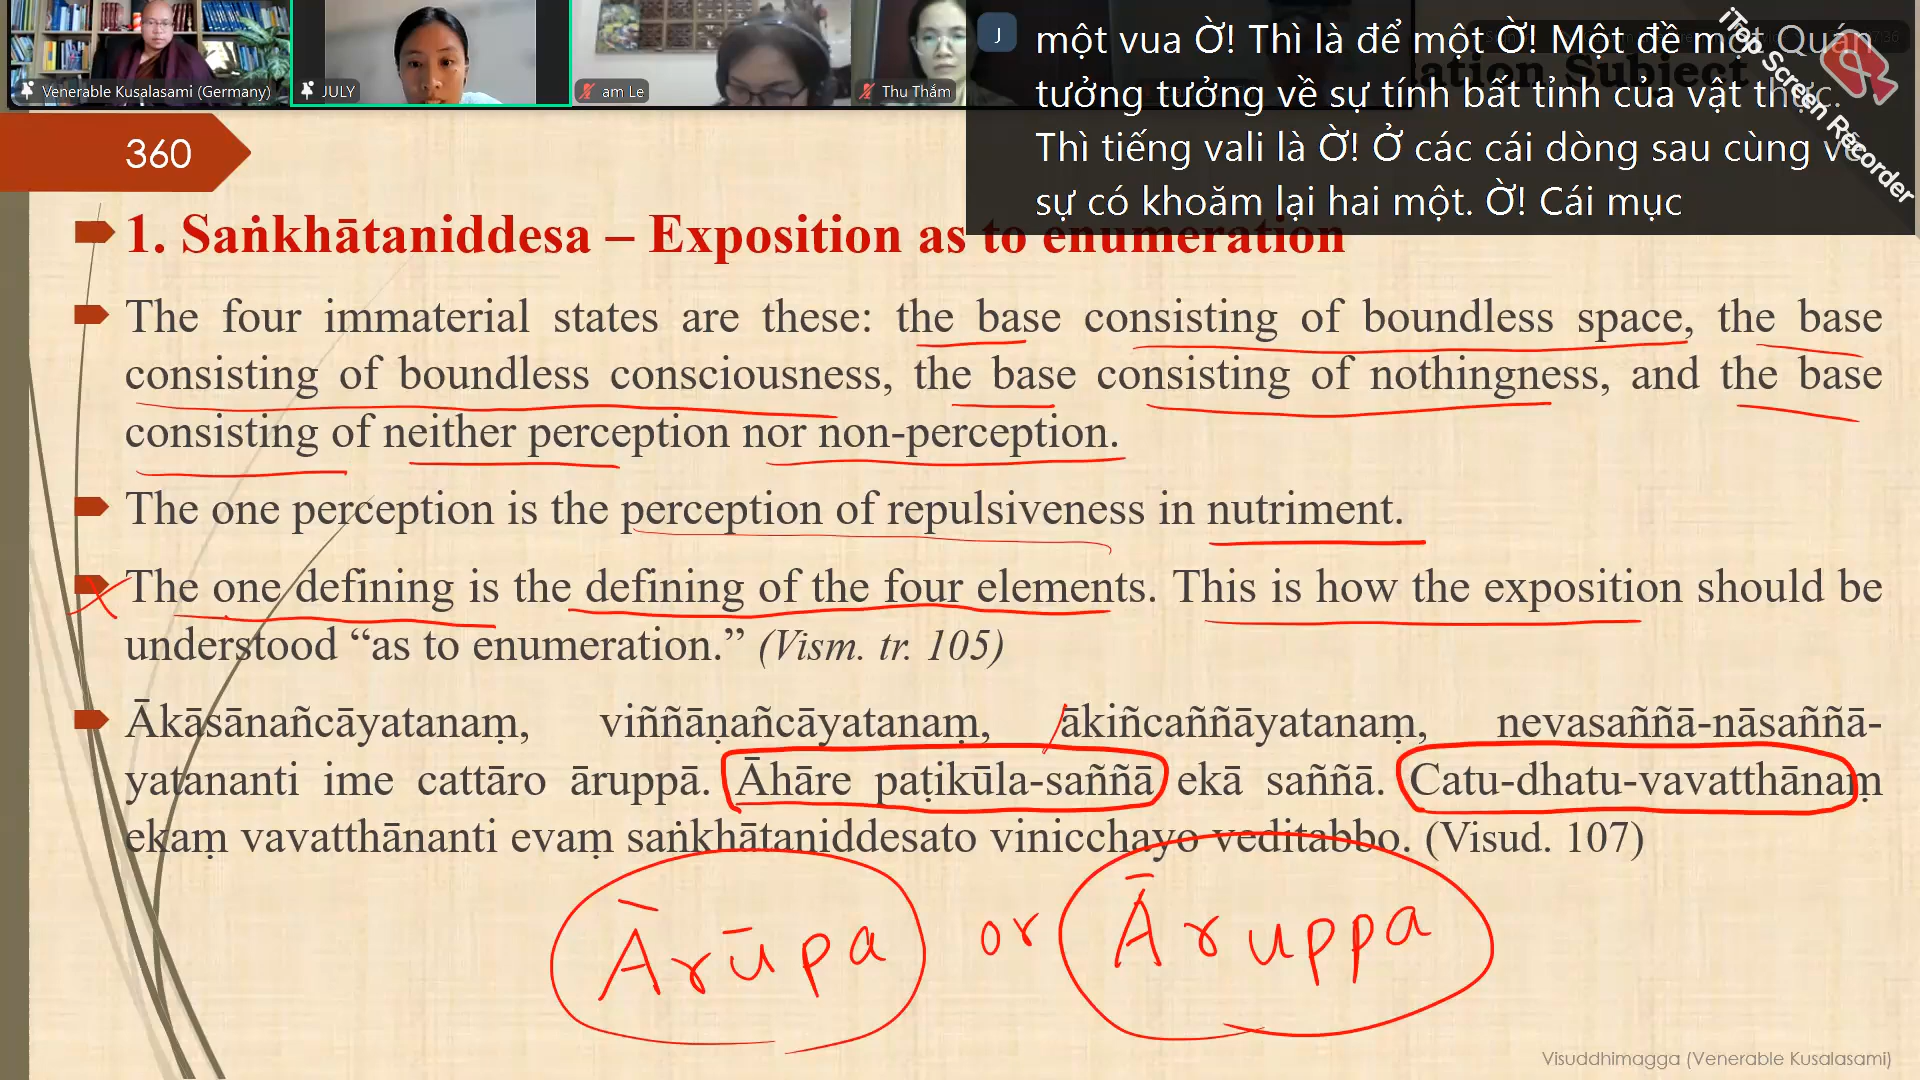 Venerable Kusalasami (Germany)
JULY
am Le
Thu Thắm
J
một vua Ờ! Thì là để một Ờ! Một đề mo Quán
tưởng tưởng về sự tính bất tỉnh của vật thực.
Thì tiếng vali là Ờ! Ở các cái dòng sau cùng về
sự có khoăm lại hai một. Ờ! Cái mục
iTop Screen Recorder
360
1. Saṅkhātaniddesa – Exposition as to enumeration
The four immaterial states are these: the base consisting of boundless space, the base
consisting of boundless consciousness, the base consisting of nothingness, and the base
consisting of neither perception nor non-perception.
The one perception is the perception of repulsiveness in nutriment.
The one defining is the defining of the four elements. This is how the exposition should be
understood “as to enumeration.” (Vism. tr. 105)
Ākāsānañcāyatanaṃ, viññāṇañcāyatanaṃ, ākiñcaññāyatanaṃ, nevasaññā-nāsaññā-
yatananti ime cattāro āruppā. Āhāre paṭikūla-saññā ekā saññā. Catu-dhatu-vavatthānaṃ
ekaṃ vavatthānanti evaṃ saṅkhātaniddesato vinicchayo veditabbo. (Visud. 107)
Ārūpa or Āruppa
Visuddhimagga (Venerable Kusalasami)